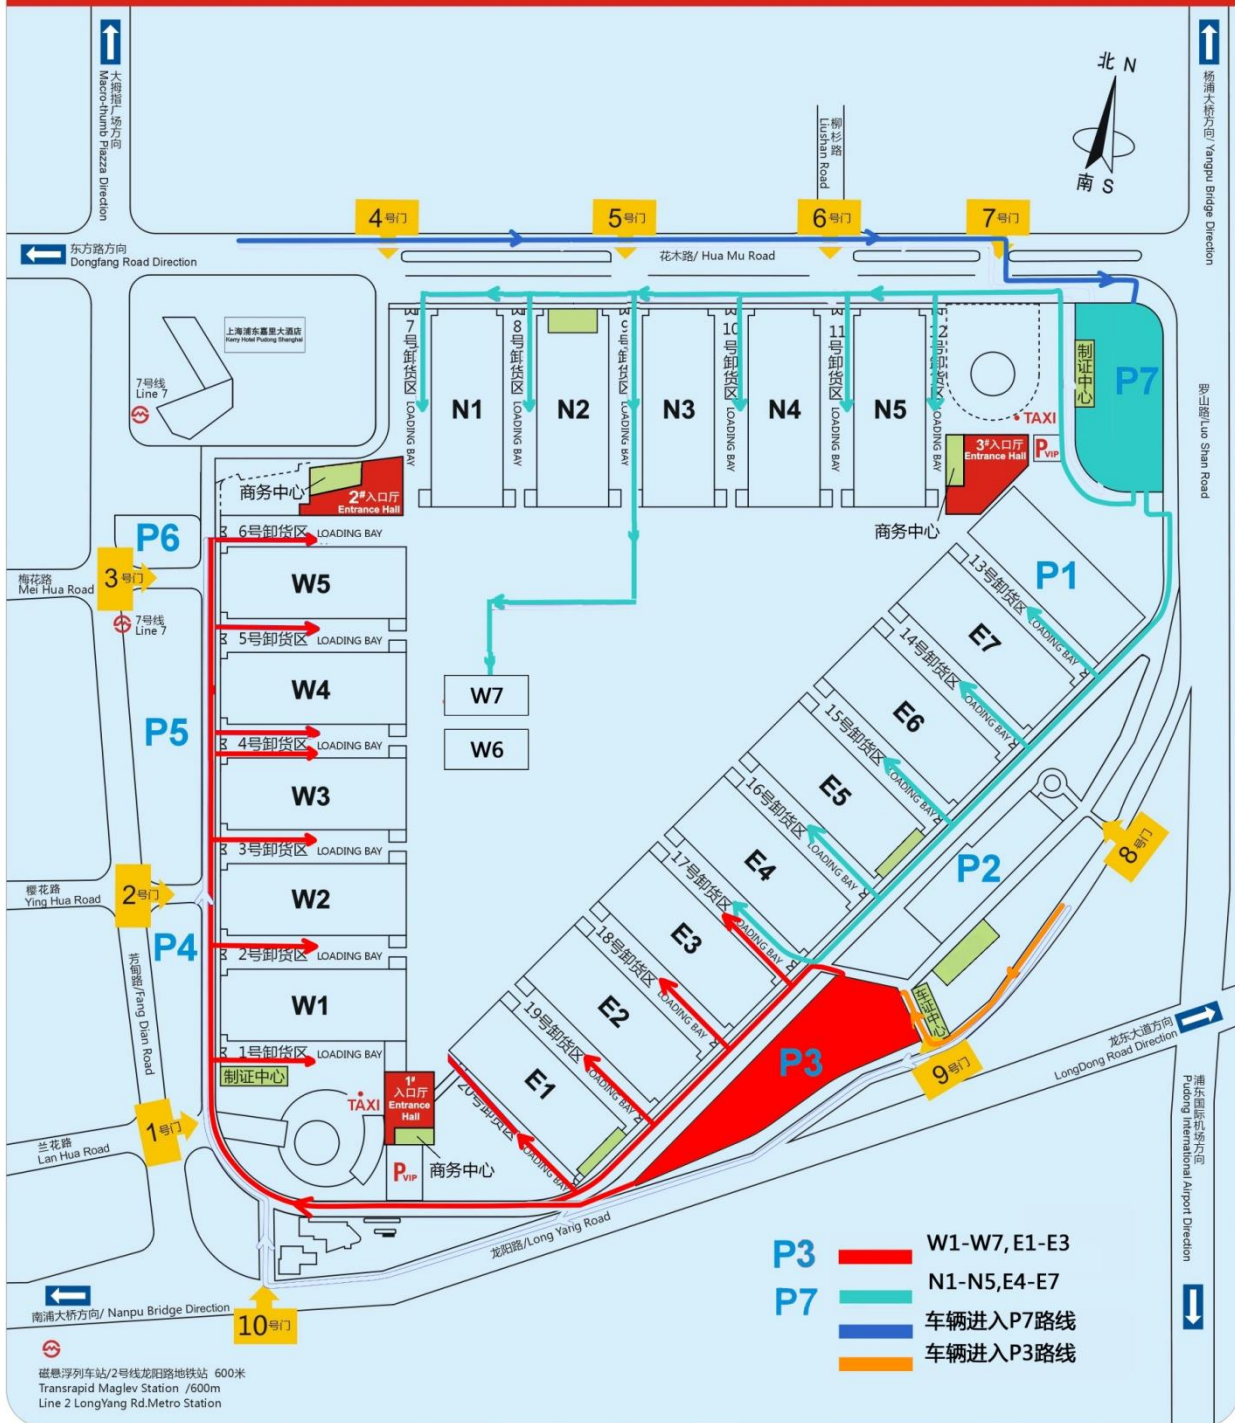 大拇指广场方向
Macro-thumb Plazza Direction
杨浦大桥方向/ Yangpu Bridge Direction
北 N
南 S
柳杉路
Liushan Road
4号门
5号门
6号门
7号门
东方路方向
Dongfang Road Direction
花木路/ Hua Mu Road
上海浦东嘉里大酒店
Kerry Hotel Pudong Shanghai
7号线
Line 7
7号卸货区
LOADING BAY
N1
8号卸货区
LOADING BAY
N2
9号卸货区
LOADING BAY
N3
10号卸货区
LOADING BAY
N4
11号卸货区
LOADING BAY
N5
12号卸货区
LOADING BAY
制证中心
P7
罗山路/Luo Shan Road
TAXI
3#入口厅
Entrance Hall
PVIP
商务中心
商务中心
2#入口厅
Entrance Hall
P6
3号门
梅花路
Mei Hua Road
7号线
Line 7
6号卸货区 LOADING BAY
W5
5号卸货区 LOADING BAY
W4
P5
4号卸货区 LOADING BAY
W3
3号卸货区 LOADING BAY
W2
2号门
樱花路
Ying Hua Road
P4
2号卸货区 LOADING BAY
W1
芳甸路/Fang Dian Road
1号卸货区 LOADING BAY
制证中心
W7
W6
P1
13号卸货区
LOADING BAY
E7
14号卸货区
LOADING BAY
E6
15号卸货区
LOADING BAY
E5
16号卸货区
LOADING BAY
E4
17号卸货区
LOADING BAY
E3
18号卸货区
LOADING BAY
E2
19号卸货区
LOADING BAY
E1
20号卸货区
LOADING BAY
P2
8号门
车证中心
P3
9号门
龙东大道方向
LongDong Road Direction
浦东国际机场方向
Pudong International Airport Direction
1号门
兰花路
Lan Hua Road
TAXI
1#
入口厅
Entrance
Hall
PVIP
商务中心
龙阳路/Long Yang Road
南浦大桥方向/ Nanpu Bridge Direction
10号门
磁悬浮列车站/2号线龙阳路地铁站 600米
Transrapid Maglev Station /600m
Line 2 LongYang Rd.Metro Station
P3 W1-W7,E1-E3
P7 N1-N5,E4-E7
车辆进入P7路线
车辆进入P3路线